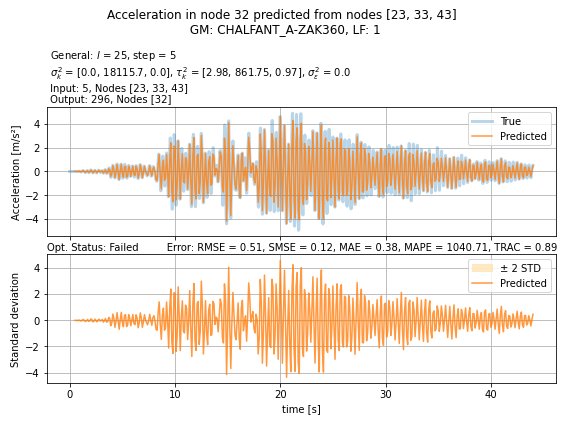 Acceleration in node 32 predicted from nodes [23, 33, 43]
GM: CHALFANT_A-ZAK360, LF: 1
General: l = 25, step = 5
σ²ₖ = [0.0, 18115.7, 0.0], τ²ₖ = [2.98, 861.75, 0.97], σ²ₑ = 0.0
Input: 5, Nodes [23, 33, 43]
Output: 296, Nodes [32]
Acceleration [m/s²]
4
2
0
−2
−4
True
Predicted
Opt. Status: Failed Error: RMSE = 0.51, SMSE = 0.12, MAE = 0.38, MAPE = 1040.71, TRAC = 0.89
Standard deviation
4
2
0
−2
−4
± 2 STD
Predicted
0 10 20 30 40
time [s]